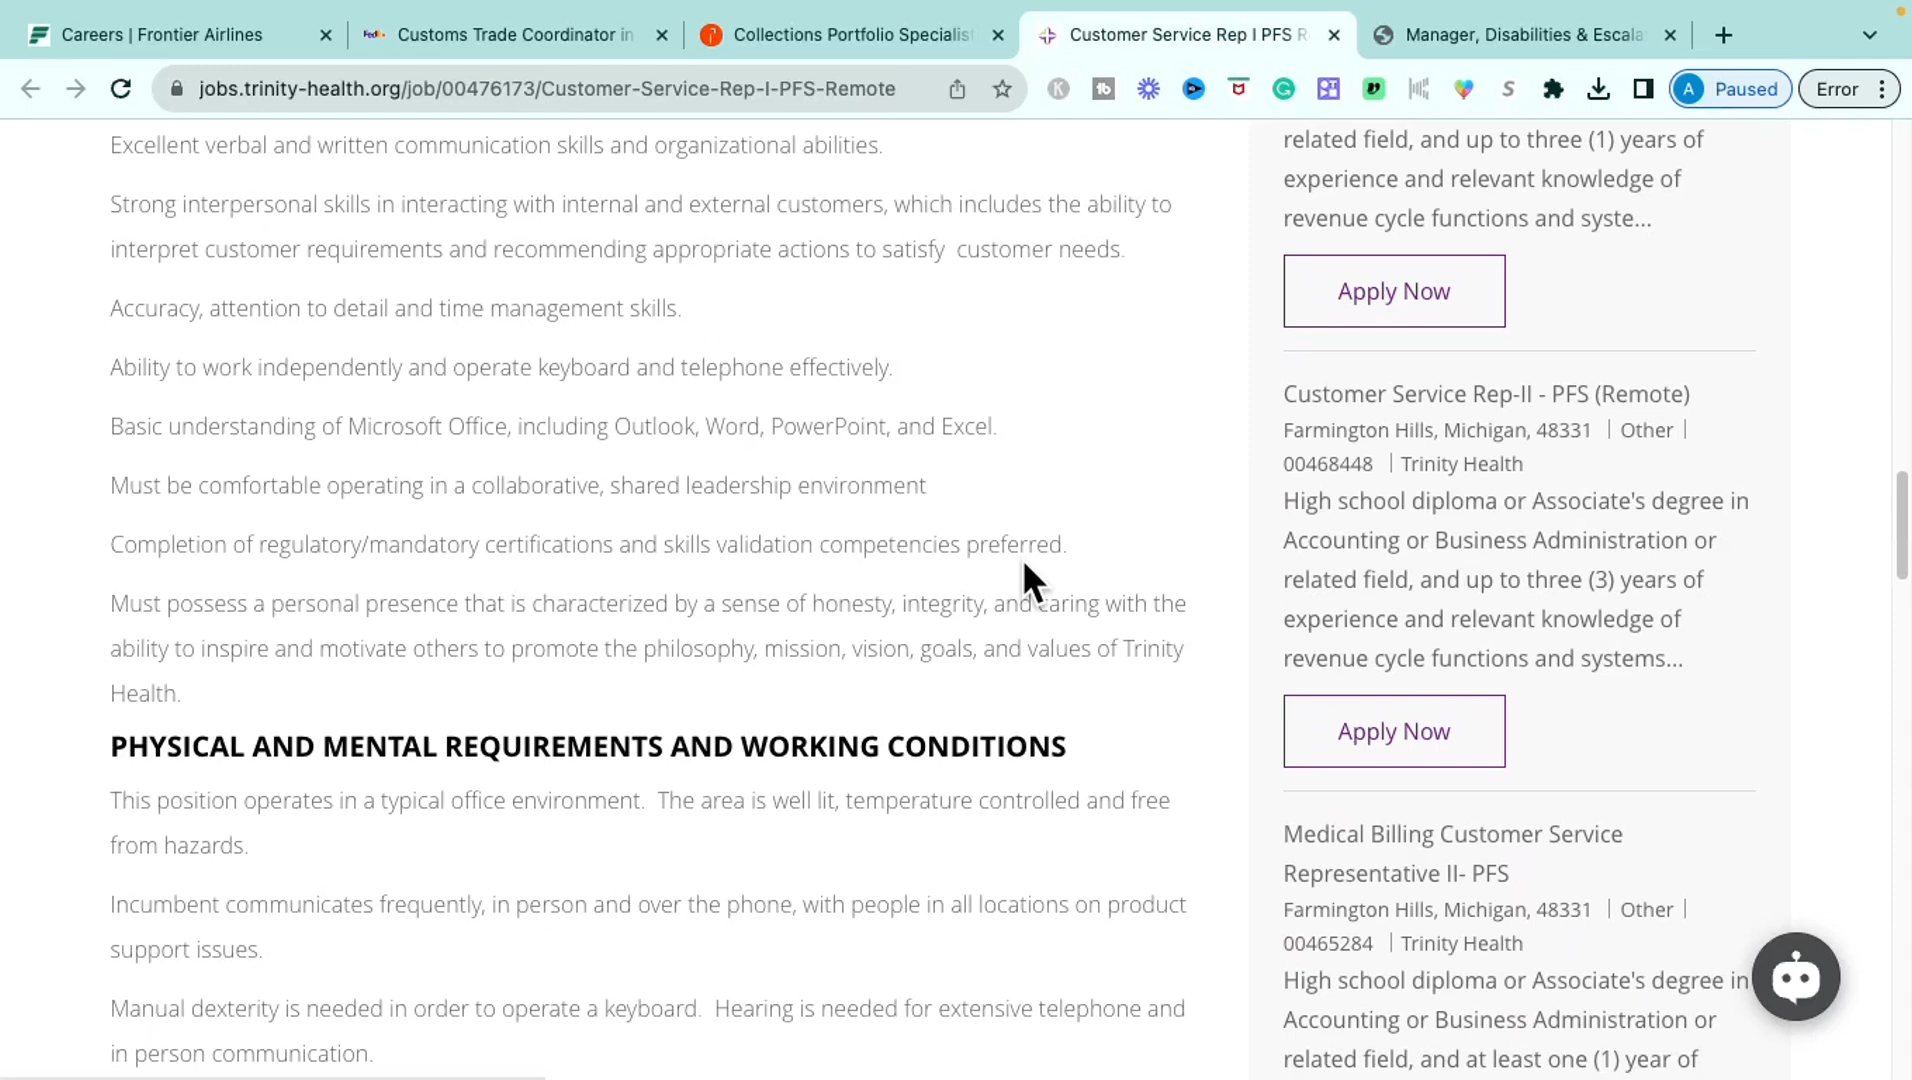 Careers | Frontier Airlines
Customs Trade Coordinator in
Collections Portfolio Specialist
Customer Service Rep I PFS R
Manager, Disabilities & Escala
jobs.trinity-health.org/job/00476173/Customer-Service-Rep-I-PFS-Remote
A Paused
Error
Excellent verbal and written communication skills and organizational abilities.
Strong interpersonal skills in interacting with internal and external customers, which includes the ability to
interpret customer requirements and recommending appropriate actions to satisfy  customer needs.
Accuracy, attention to detail and time management skills.
Ability to work independently and operate keyboard and telephone effectively.
Basic understanding of Microsoft Office, including Outlook, Word, PowerPoint, and Excel.
Must be comfortable operating in a collaborative, shared leadership environment
Completion of regulatory/mandatory certifications and skills validation competencies preferred.
Must possess a personal presence that is characterized by a sense of honesty, integrity, and caring with the
ability to inspire and motivate others to promote the philosophy, mission, vision, goals, and values of Trinity
Health.
PHYSICAL AND MENTAL REQUIREMENTS AND WORKING CONDITIONS
This position operates in a typical office environment.  The area is well lit, temperature controlled and free
from hazards.
Incumbent communicates frequently, in person and over the phone, with people in all locations on product
support issues.
Manual dexterity is needed in order to operate a keyboard.  Hearing is needed for extensive telephone and
in person communication.
related field, and up to three (1) years of
experience and relevant knowledge of
revenue cycle functions and syste...
Apply Now
Customer Service Rep-II - PFS (Remote)
Farmington Hills, Michigan, 48331 | Other |
00468448 | Trinity Health
High school diploma or Associate's degree in
Accounting or Business Administration or
related field, and up to three (3) years of
experience and relevant knowledge of
revenue cycle functions and systems...
Apply Now
Medical Billing Customer Service
Representative II- PFS
Farmington Hills, Michigan, 48331 | Other |
00465284 | Trinity Health
High school diploma or Associate's degree in
Accounting or Business Administration or
related field, and at least one (1) year of